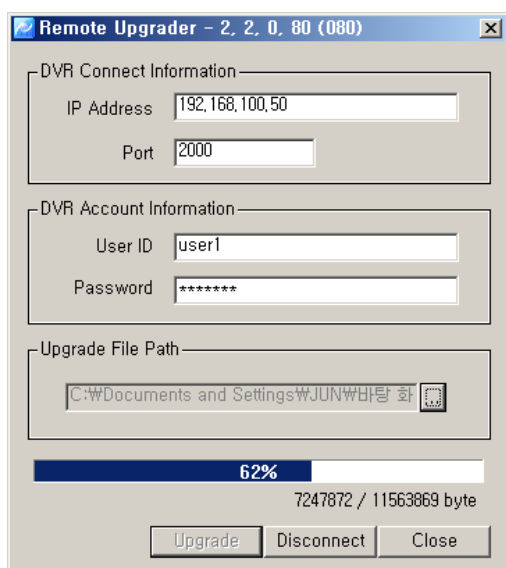 Remote Upgrader - 2, 2, 0, 80 (080)
DVR Connect Information
IP Address 192,168,100,50
Port 2000
DVR Account Information
User ID user1
Password *******
Upgrade File Path
C:₩Documents and Settings₩JUN₩바탕 화
62%
7247872 / 11563869 byte
Upgrade Disconnect Close